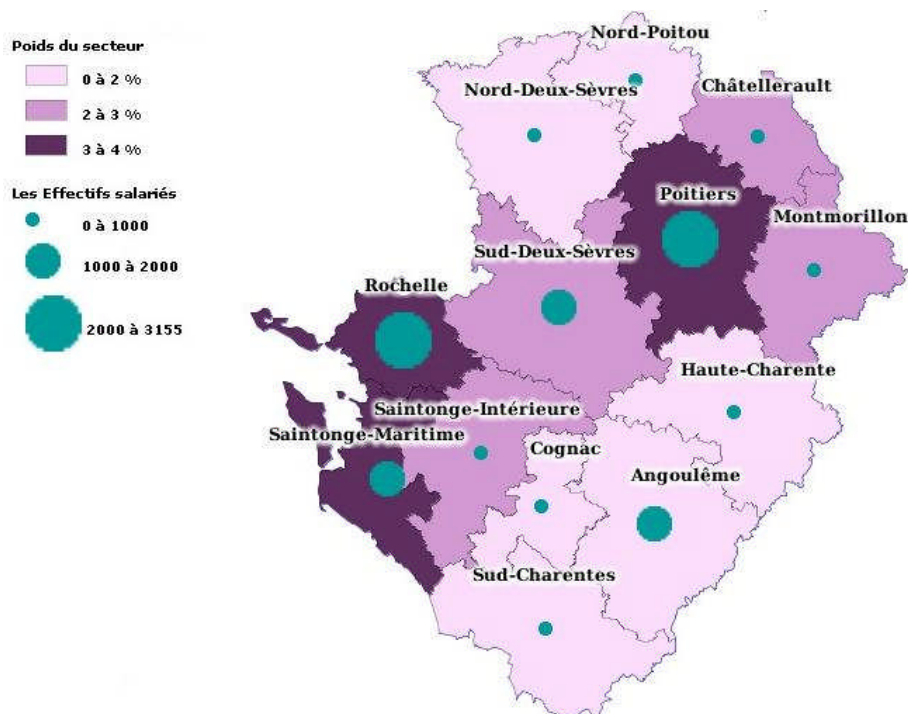 Poids du secteur
0 à 2 %
2 à 3 %
3 à 4 %
Les Effectifs salariés
0 à 1000
1000 à 2000
2000 à 3155
Nord-Poitou
Nord-Deux-Sèvres
Châtellerault
Poitiers
Montmorillon
Sud-Deux-Sèvres
Rochelle
Haute-Charente
Saintonge-Intérieure
Saintonge-Maritime
Cognac
Angoulême
Sud-Charentes